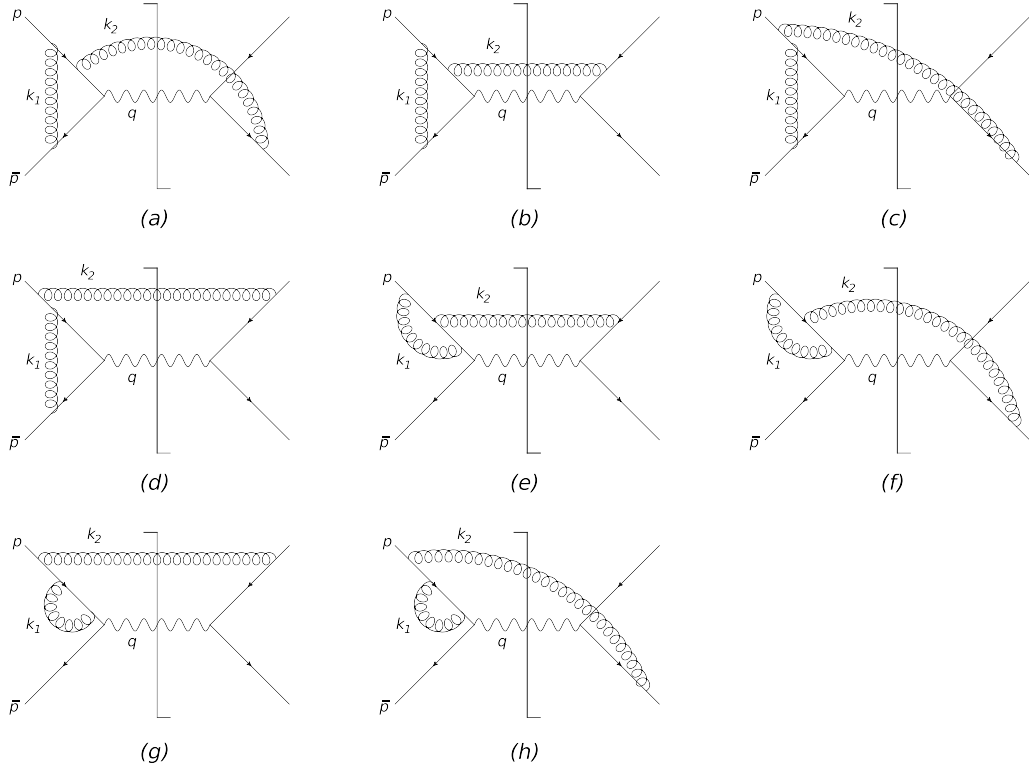 p k₂ k₁ q p̅ (a)
p k₂ k₁ q p̅ (b)
p k₂ k₁ q p̅ (c)
p k₂ k₁ q p̅ (d)
p k₂ k₁ q p̅ (e)
p k₂ k₁ q p̅ (f)
p k₂ k₁ q p̅ (g)
p k₂ k₁ q p̅ (h)